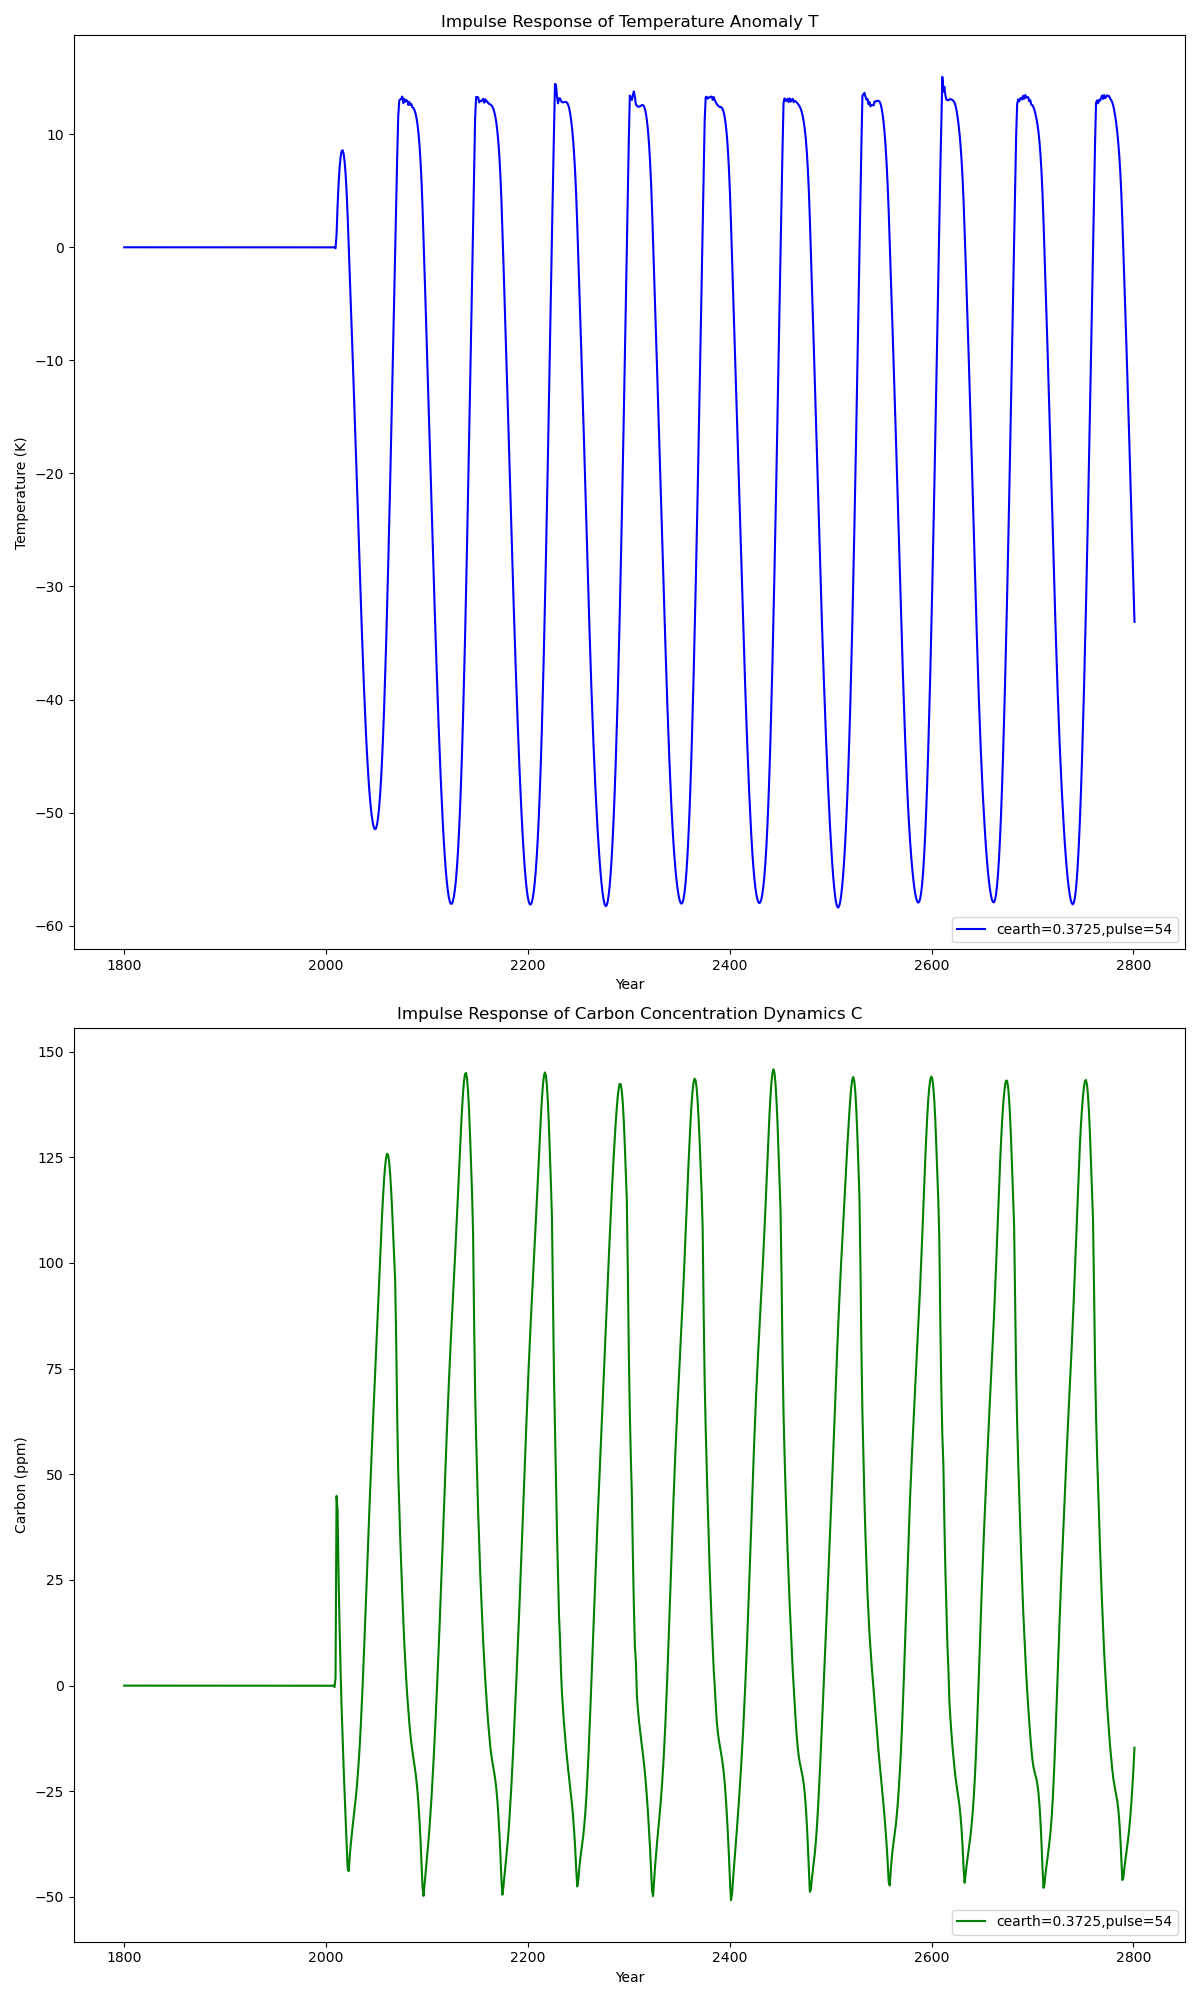 Impulse Response of Temperature Anomaly T
Temperature (K)
10
0
−10
−20
−30
−40
−50
−60
cearth=0.3725,pulse=54
1800 2000 2200 2400 2600 2800
Year
Impulse Response of Carbon Concentration Dynamics C
Carbon (ppm)
150
125
100
75
50
25
0
−25
−50
cearth=0.3725,pulse=54
1800 2000 2200 2400 2600 2800
Year